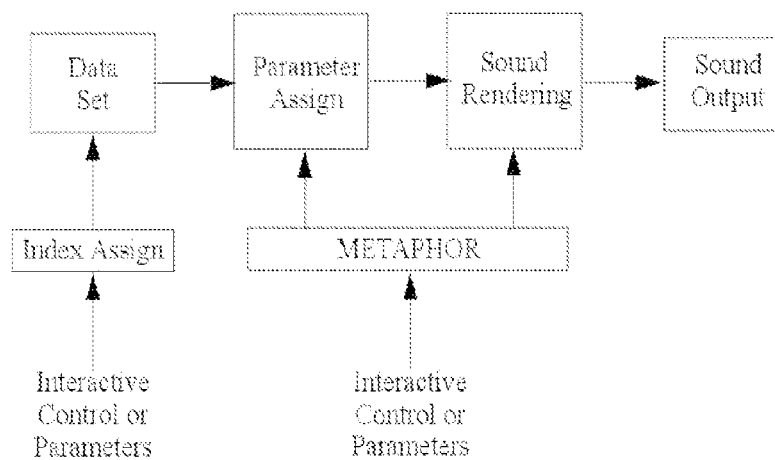 Data
Set
Parameter
Assign
Sound
Rendering
Sound
Output
Index Assign
METAPHOR
Interactive
Control or
Parameters
Interactive
Control or
Parameters